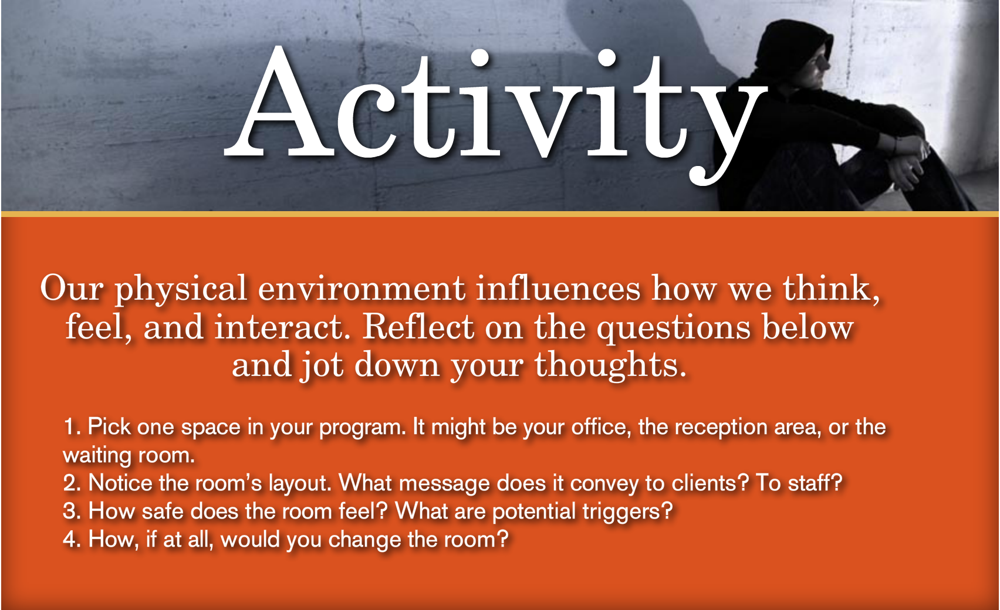 Activity
Our physical environment influences how we think,
feel, and interact. Reflect on the questions below
and jot down your thoughts.
1. Pick one space in your program. It might be your office, the reception area, or the
waiting room.
2. Notice the room’s layout. What message does it convey to clients? To staff?
3. How safe does the room feel? What are potential triggers?
4. How, if at all, would you change the room?